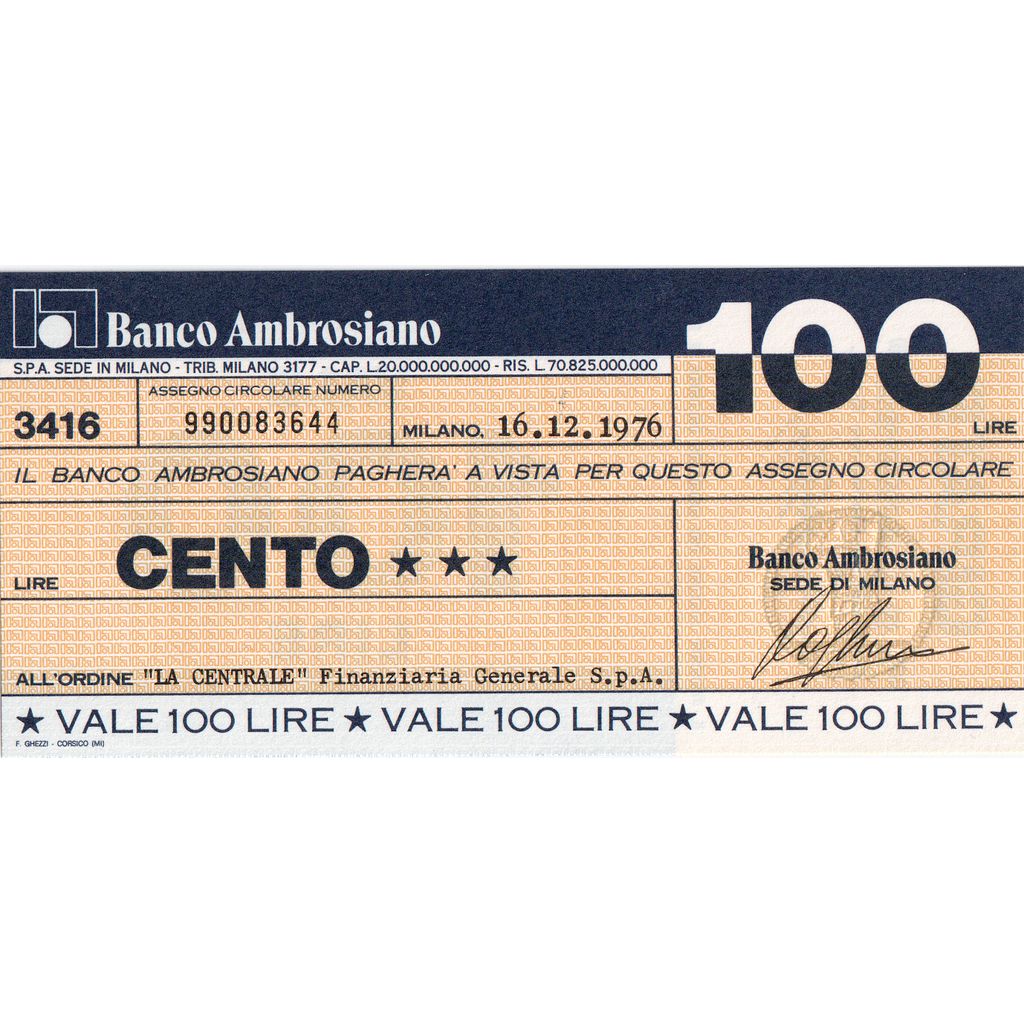 Banco Ambrosiano
100
S.P.A. SEDE IN MILANO - TRIB. MILANO 3177 - CAP. L.20.000.000.000 - RIS. L.70.825.000.000
ASSEGNO CIRCOLARE NUMERO
3416 990083644 MILANO, 16.12.1976 LIRE
IL BANCO AMBROSIANO PAGHERA' A VISTA PER QUESTO ASSEGNO CIRCOLARE
LIRE CENTO ★ ★ ★
Banco Ambrosiano
SEDE DI MILANO
ALL'ORDINE "LA CENTRALE" Finanziaria Generale S.p.A.
★ VALE 100 LIRE ★ VALE 100 LIRE ★ VALE 100 LIRE ★
F. GHEZZI - CORSICO (MI)